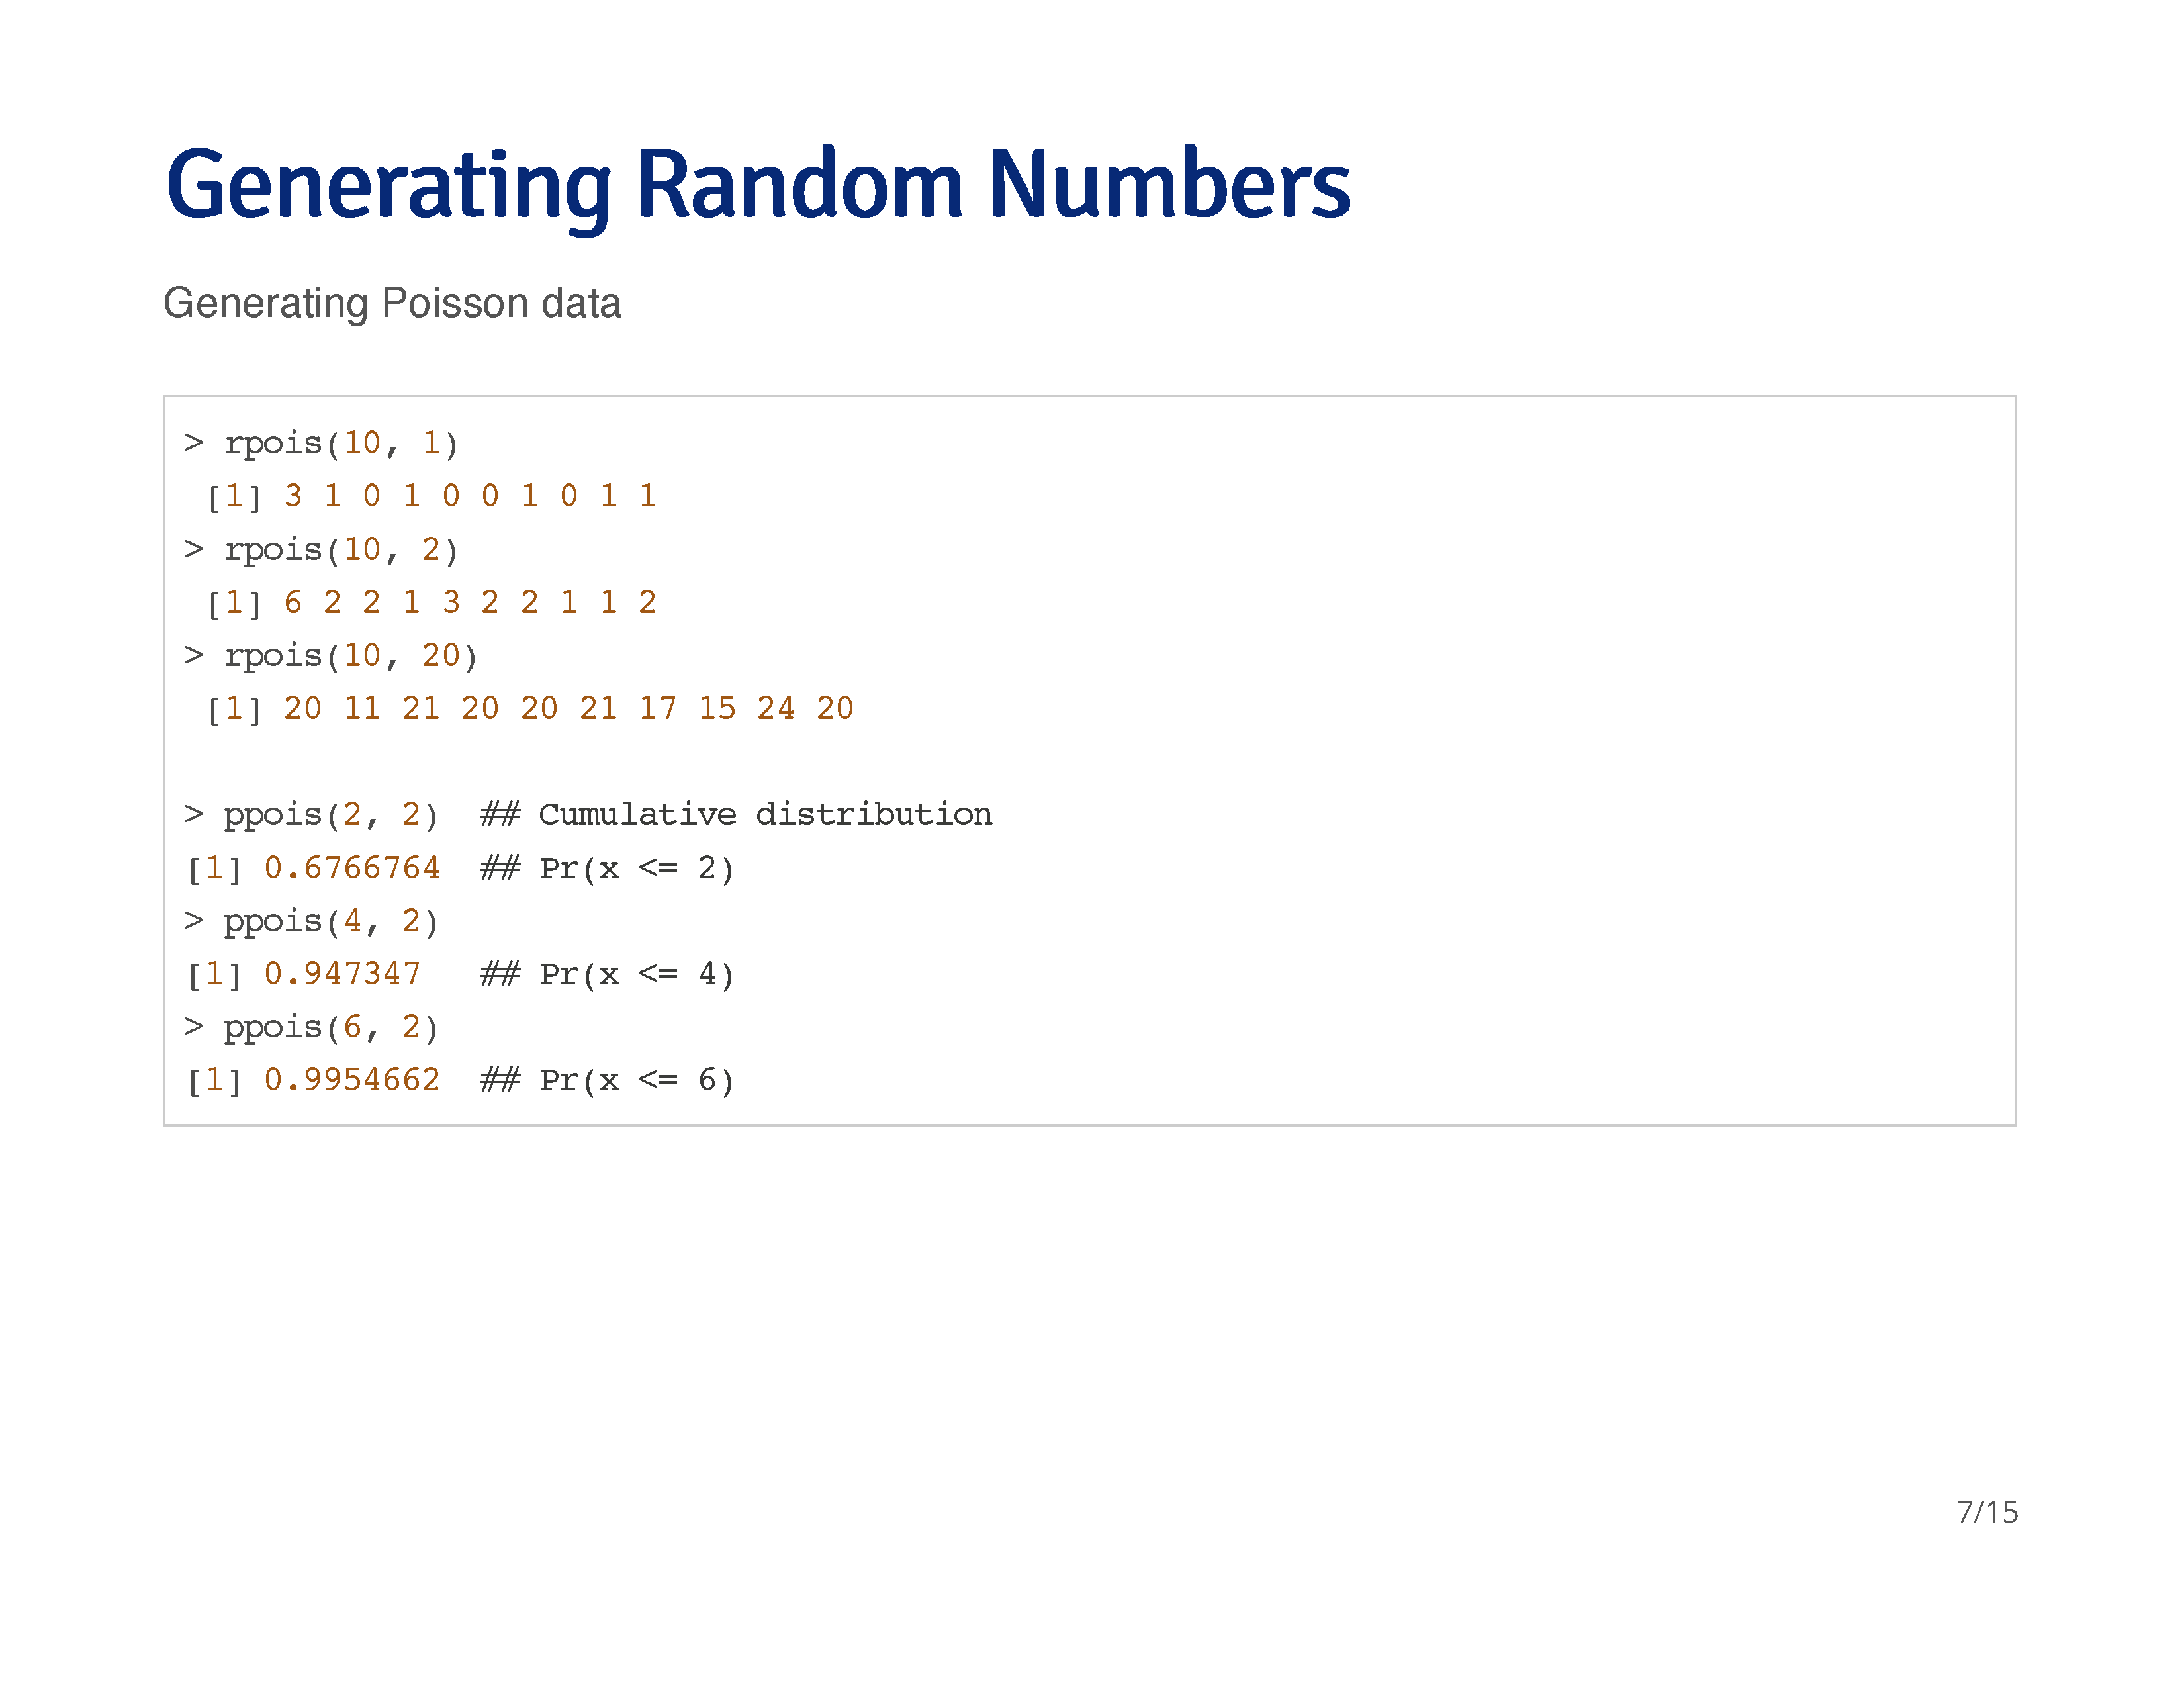 Generating Random Numbers
Generating Poisson data
> rpois(10, 1)
 [1] 3 1 0 1 0 0 1 0 1 1
> rpois(10, 2)
 [1] 6 2 2 1 3 2 2 1 1 2
> rpois(10, 20)
 [1] 20 11 21 20 20 21 17 15 24 20
> ppois(2, 2)  ## Cumulative distribution
[1] 0.6766764  ## Pr(x <= 2)
> ppois(4, 2)
[1] 0.947347   ## Pr(x <= 4)
> ppois(6, 2)
[1] 0.9954662  ## Pr(x <= 6)
7/15